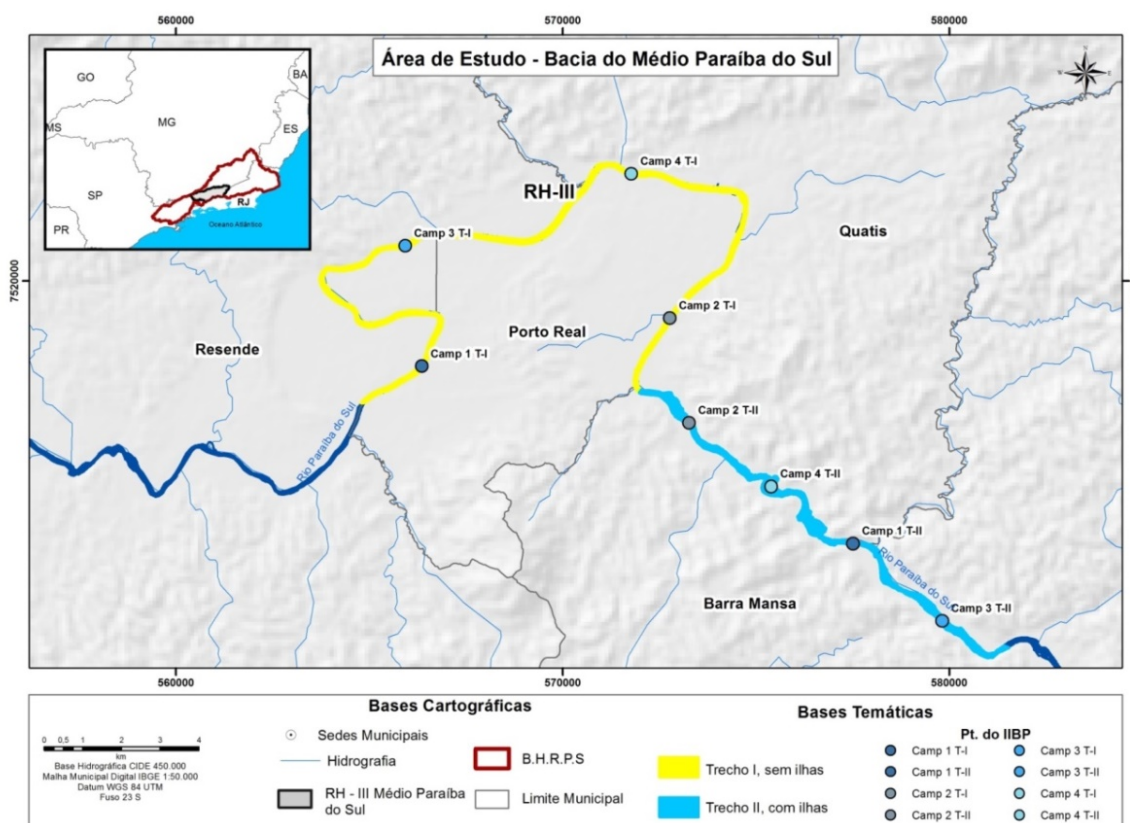 560000
570000
580000
Área de Estudo - Bacia do Médio Paraíba do Sul
GO
BA
MG
MS
ES
SP
RJ
PR
Oceano Atlântico
7520000
RH-III
Camp 4 T-I
Camp 3 T-I
Quatis
Camp 2 T-I
Porto Real
Resende
Camp 1 T-I
Rio Paraíba do Sul
Camp 2 T-II
Camp 4 T-II
Camp 1 T-II
Rio Paraíba do Sul
Barra Mansa
Camp 3 T-II
560000
570000
580000
Bases Cartográficas
Sedes Municipais
Hidrografia
B.H.R.P.S
RH - III Médio Paraíba
do Sul
Limite Municipal
0 0,5 1 2 3 4
km
Base Hidrográfica CIDE 450.000
Malha Municipal Digital IBGE 1:50.000
Datum WGS 84 UTM
Fuso 23 S
Bases Temáticas
Trecho I, sem ilhas
Trecho II, com ilhas
Pt. do IIBP
Camp 1 T-I
Camp 1 T-II
Camp 2 T-I
Camp 2 T-II
Camp 3 T-I
Camp 3 T-II
Camp 4 T-I
Camp 4 T-II